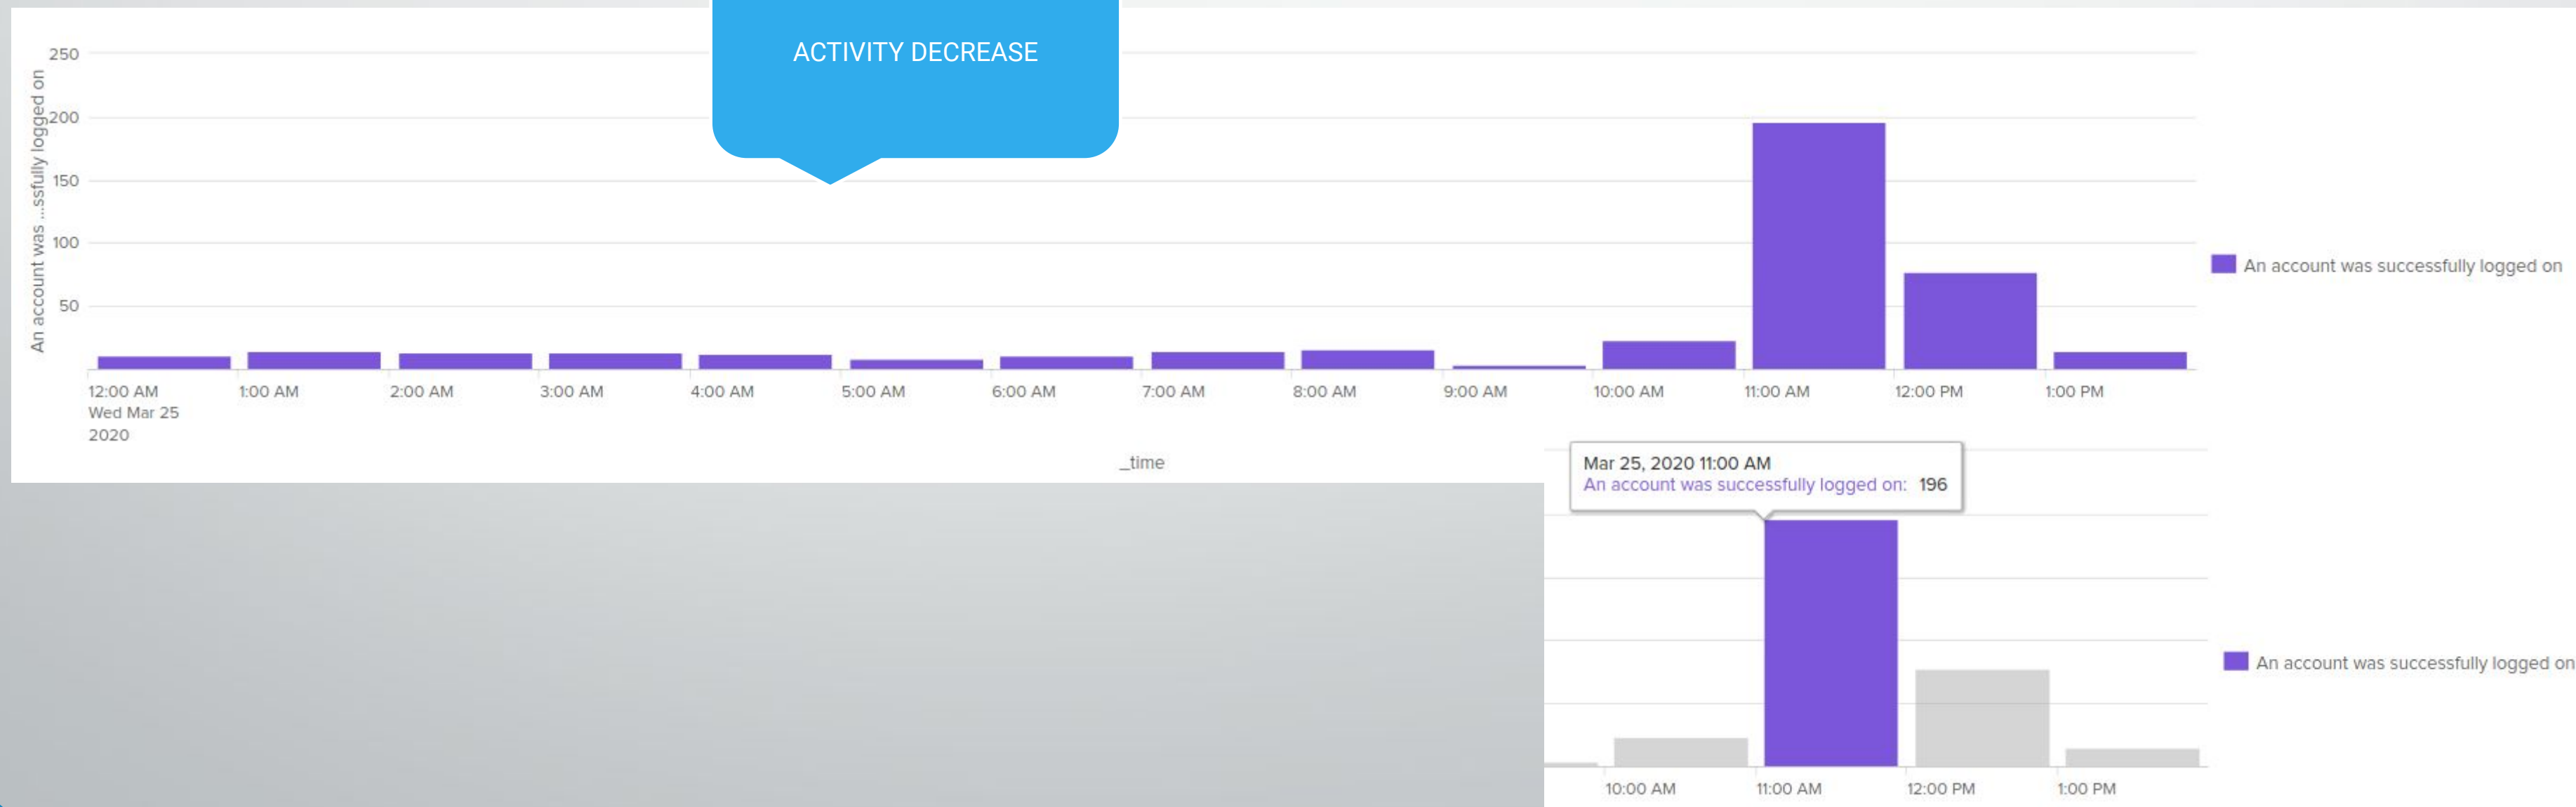 ACTIVITY DECREASE
250
200
150
100
50
An account was ...ssfully logged on
An account was successfully logged on
12:00 AM
Wed Mar 25
2020
1:00 AM
2:00 AM
3:00 AM
4:00 AM
5:00 AM
6:00 AM
7:00 AM
8:00 AM
9:00 AM
10:00 AM
11:00 AM
12:00 PM
1:00 PM
_time
Mar 25, 2020 11:00 AM
An account was successfully logged on: 196
An account was successfully logged on
10:00 AM
11:00 AM
12:00 PM
1:00 PM